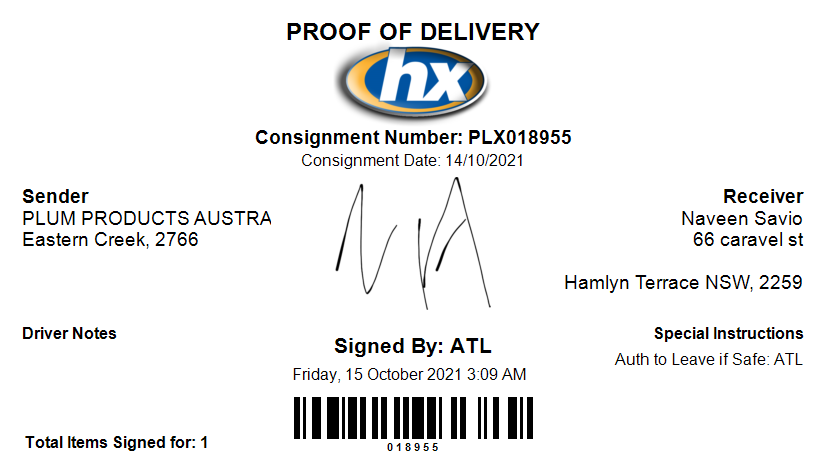 PROOF OF DELIVERY
hx
Consignment Number: PLX018955
Consignment Date: 14/10/2021
Sender
PLUM PRODUCTS AUSTRA
Eastern Creek, 2766
Receiver
Naveen Savio
66 caravel st
Hamlyn Terrace NSW, 2259
N/A
Driver Notes
Signed By: ATL
Friday, 15 October 2021 3:09 AM
Special Instructions
Auth to Leave if Safe: ATL
018955
Total Items Signed for: 1